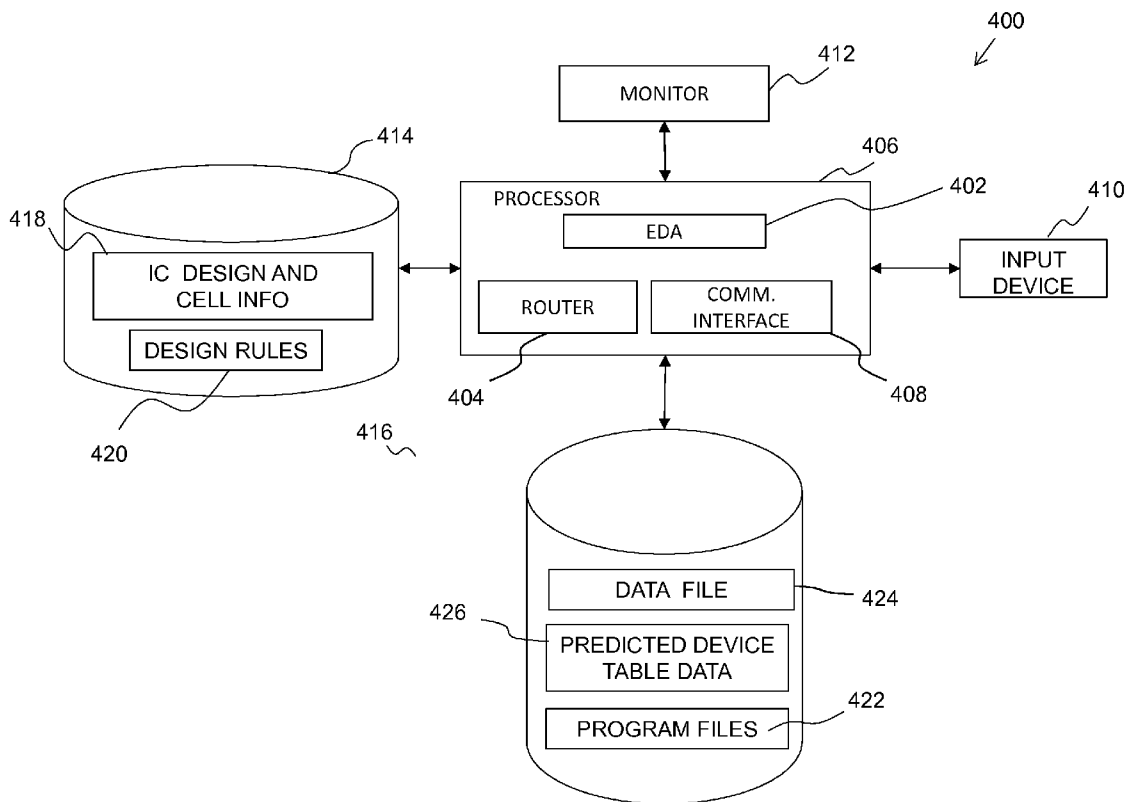 400
412
MONITOR
414
406
PROCESSOR
402
418
EDA
410
IC DESIGN AND
CELL INFO
INPUT
DEVICE
ROUTER
COMM.
INTERFACE
DESIGN RULES
404
408
420
416
DATA FILE
424
426
PREDICTED DEVICE
TABLE DATA
422
PROGRAM FILES